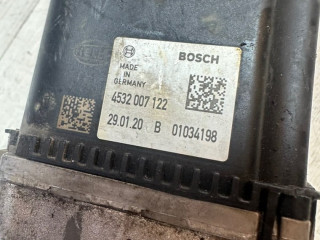 BOSCH
MADE
IN
GERMANY
4532 007 122
29.01.20 B 01034198